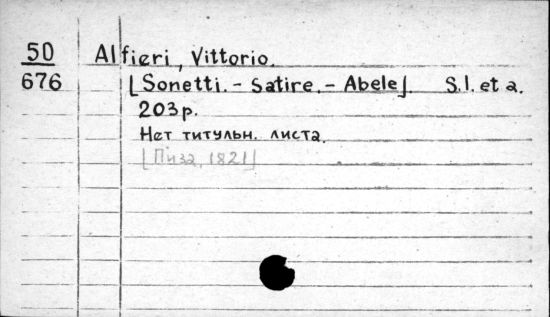 50 Alfieri, Vittorio.
676 [Sonetti. - Satire. - Abele]. S.l. et a.
203 p.
Нет титульн. листа.
[Пиза, 1821]